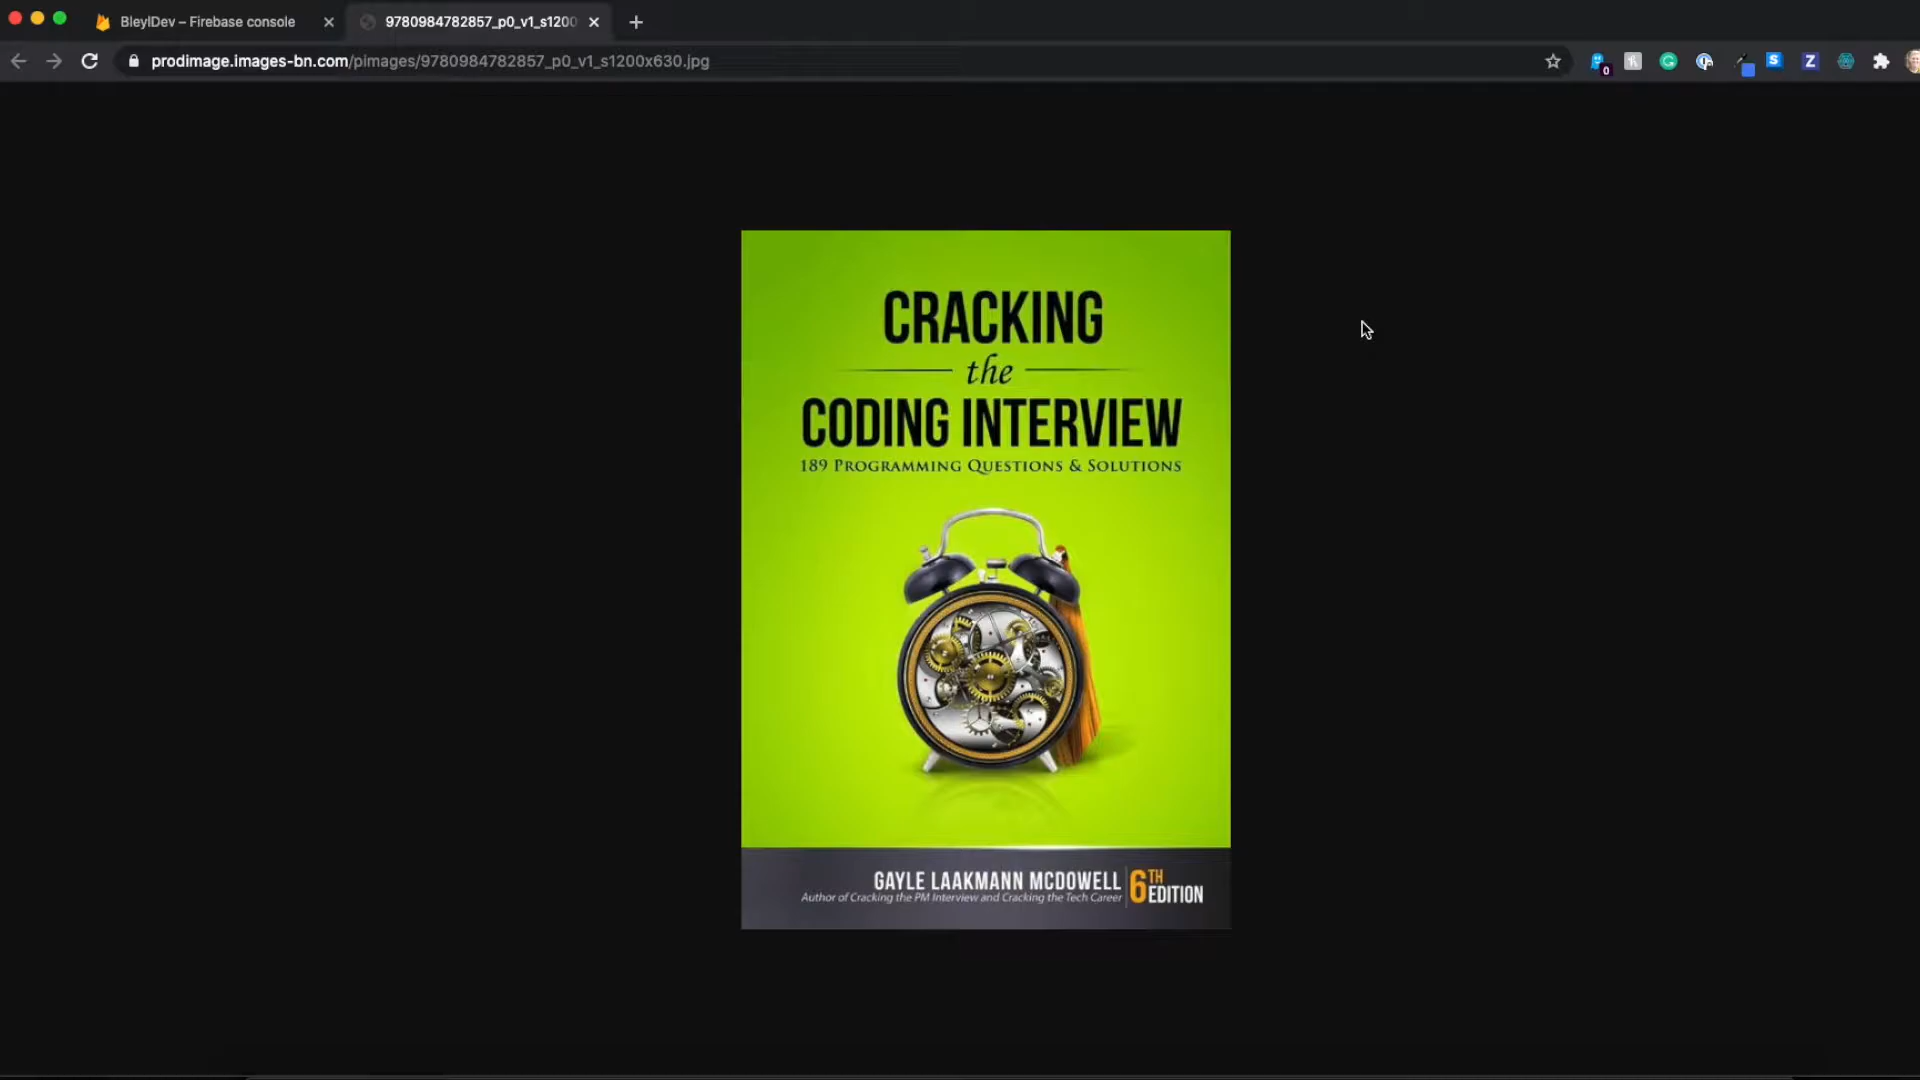 BleylDev – Firebase console
9780984782857_p0_v1_s1200
prodimage.images-bn.com/pimages/9780984782857_p0_v1_s1200x630.jpg
0
S
Z
CRACKING
the
CODING INTERVIEW
189 PROGRAMMING QUESTIONS & SOLUTIONS
GAYLE LAAKMANN MCDOWELL
Author of Cracking the PM Interview and Cracking the Tech Career
6TH EDITION